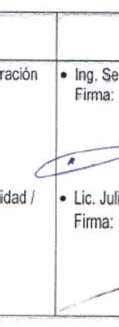 ración
• Ing. Se
Firma:
idad /
• Lic. Juli
Firma: